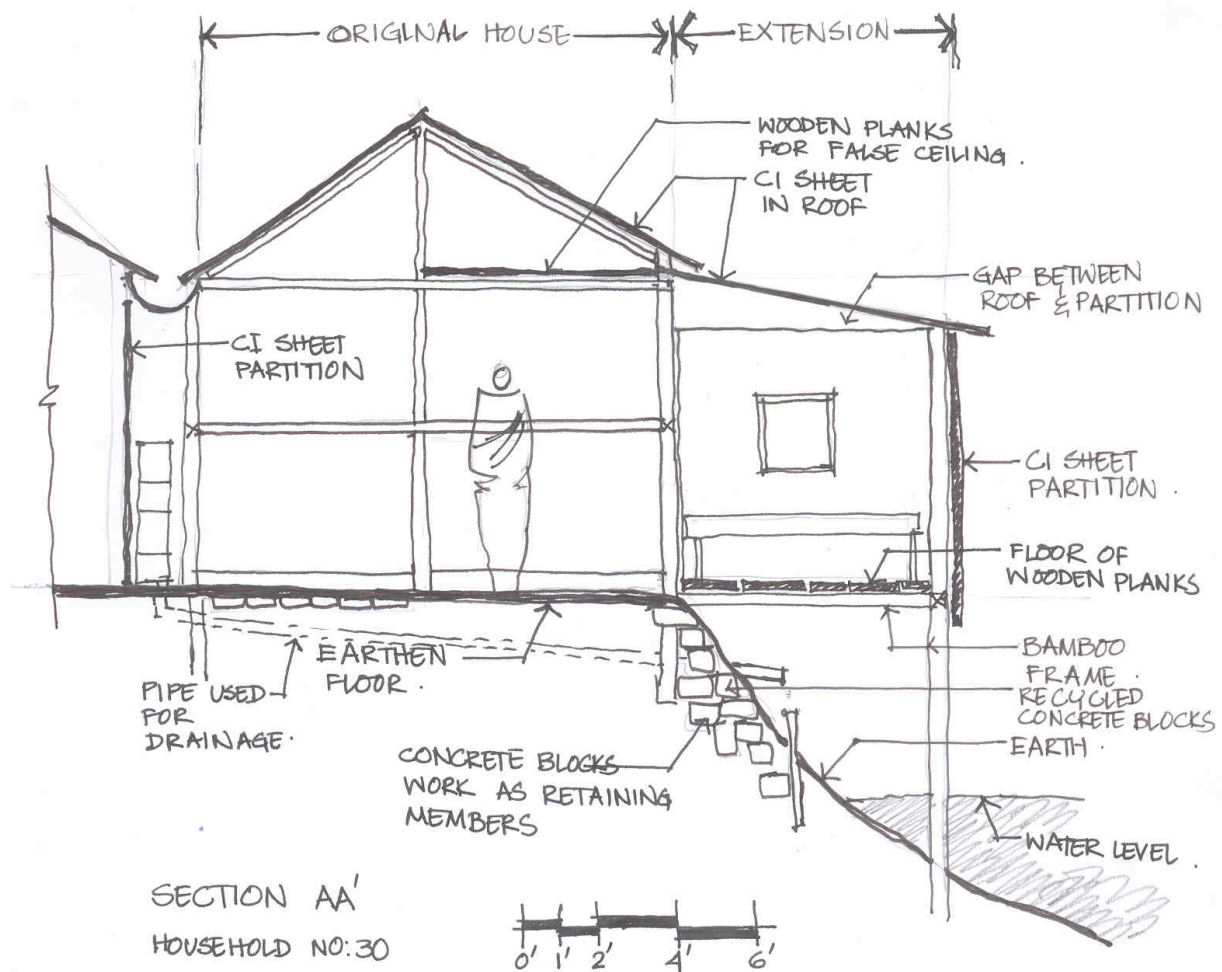 ORIGINAL HOUSE
EXTENSION
WOODEN PLANKS
FOR FALSE CEILING.
CI SHEET
IN ROOF
GAP BETWEEN
ROOF & PARTITION
CI SHEET
PARTITION
CI SHEET
PARTITION.
FLOOR OF
WOODEN PLANKS
BAMBOO
FRAME.
RECYCLED
CONCRETE BLOCKS
EARTH.
EARTHEN
FLOOR.
PIPE USED
FOR
DRAINAGE.
CONCRETE BLOCKS
WORK AS RETAINING
MEMBERS
WATER LEVEL.
SECTION AA'
HOUSEHOLD NO:30
0' 1' 2' 4' 6'